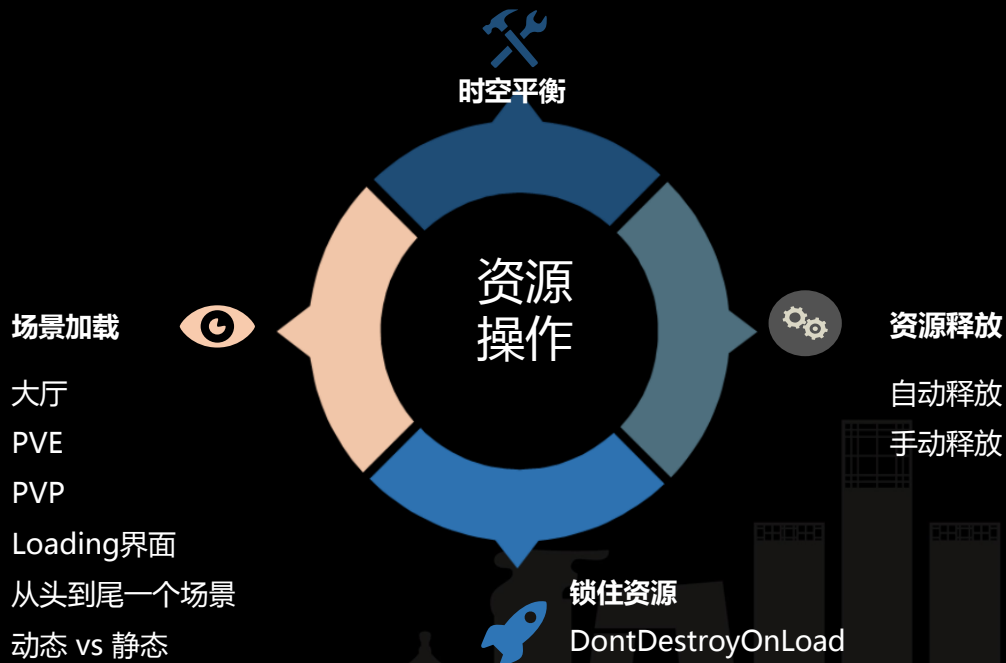 时空平衡
资源
操作
场景加载
大厅
PVE
PVP
Loading界面
从头到尾一个场景
动态 vs 静态
资源释放
自动释放
手动释放
锁住资源
DontDestroyOnLoad